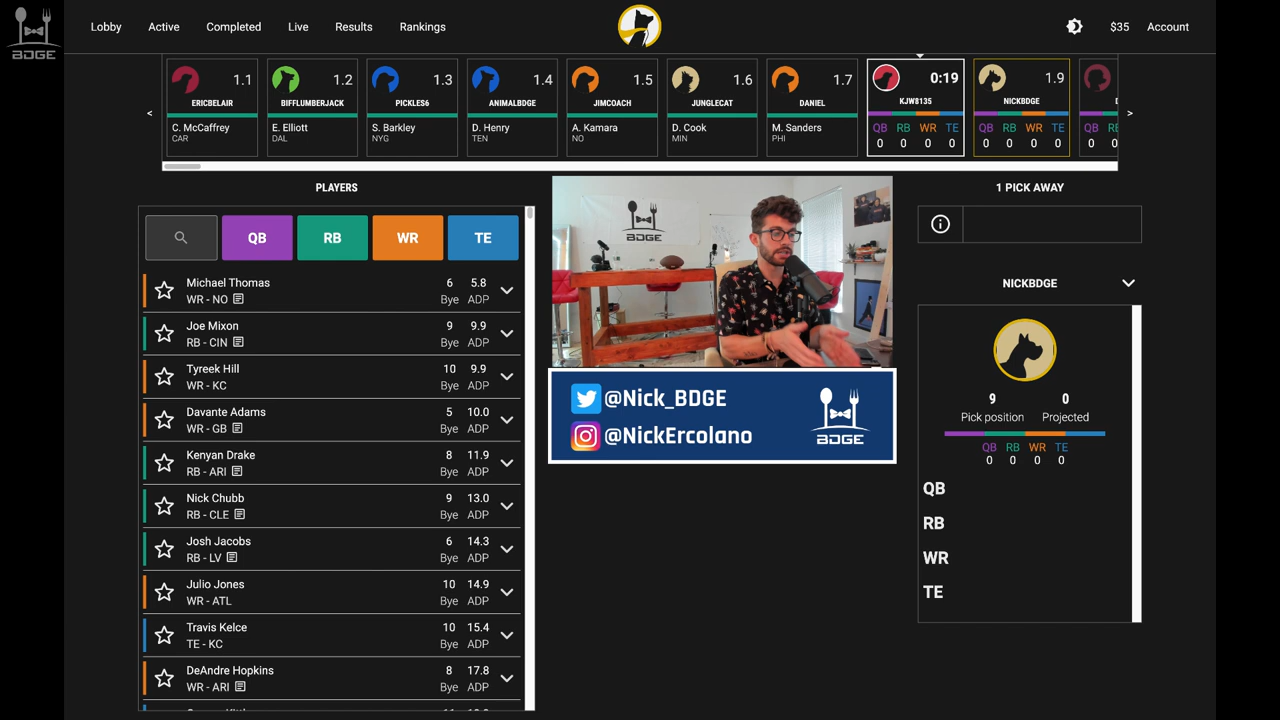 BDGE
Lobby Active Completed Live Results Rankings $35 Account
1.1 1.2 1.3 1.4 1.5 1.6 1.7 0:19 1.9
ERICBELAIR BIFFLUMBERJACK PICKLES6 ANIMALBDGE JIMCOACH JUNGLECAT DANIEL KJW8135 NICKBDGE
< C. McCaffrey E. Elliott S. Barkley D. Henry A. Kamara D. Cook M. Sanders QB RB WR TE QB RB WR TE QB >
CAR DAL NYG TEN NO MIN PHI 0 0 0 0 0 0 0 0 0
PLAYERS
QB RB WR TE
Michael Thomas 6 5.8
WR - NO Bye ADP
Joe Mixon 9 9.9
RB - CIN Bye ADP
Tyreek Hill 10 9.9
WR - KC Bye ADP
Davante Adams 5 10.0
WR - GB Bye ADP
Kenyan Drake 8 11.9
RB - ARI Bye ADP
Nick Chubb 9 13.0
RB - CLE Bye ADP
Josh Jacobs 6 14.3
RB - LV Bye ADP
Julio Jones 10 14.9
WR - ATL Bye ADP
Travis Kelce 10 15.4
TE - KC Bye ADP
DeAndre Hopkins 8 17.8
WR - ARI Bye ADP
BDGE
@Nick_BDGE
@NickErcolano
BDGE
1 PICK AWAY
NICKBDGE
9 0
Pick position Projected
QB RB WR TE
0 0 0 0
QB
RB
WR
TE